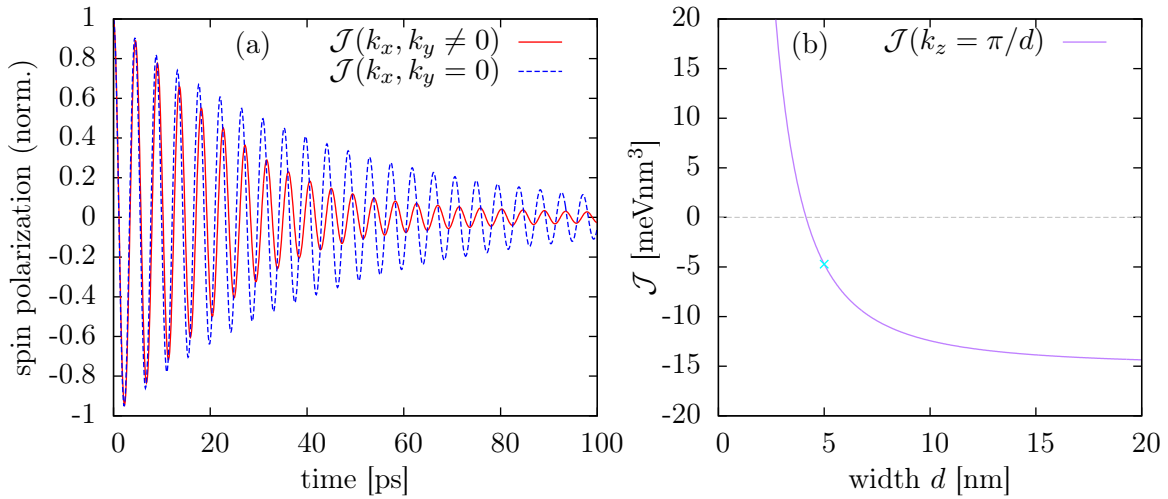 (a)
𝒥(kₓ, k_y ≠ 0)
𝒥(kₓ, k_y = 0)
spin polarization (norm.)
1
0.8
0.6
0.4
0.2
0
-0.2
-0.4
-0.6
-0.8
-1
0 20 40 60 80 100
time [ps]
(b)
𝒥(k_z = π/d)
𝒥 [meVnm³]
20
15
10
5
0
-5
-10
-15
-20
0 5 10 15 20
width d [nm]